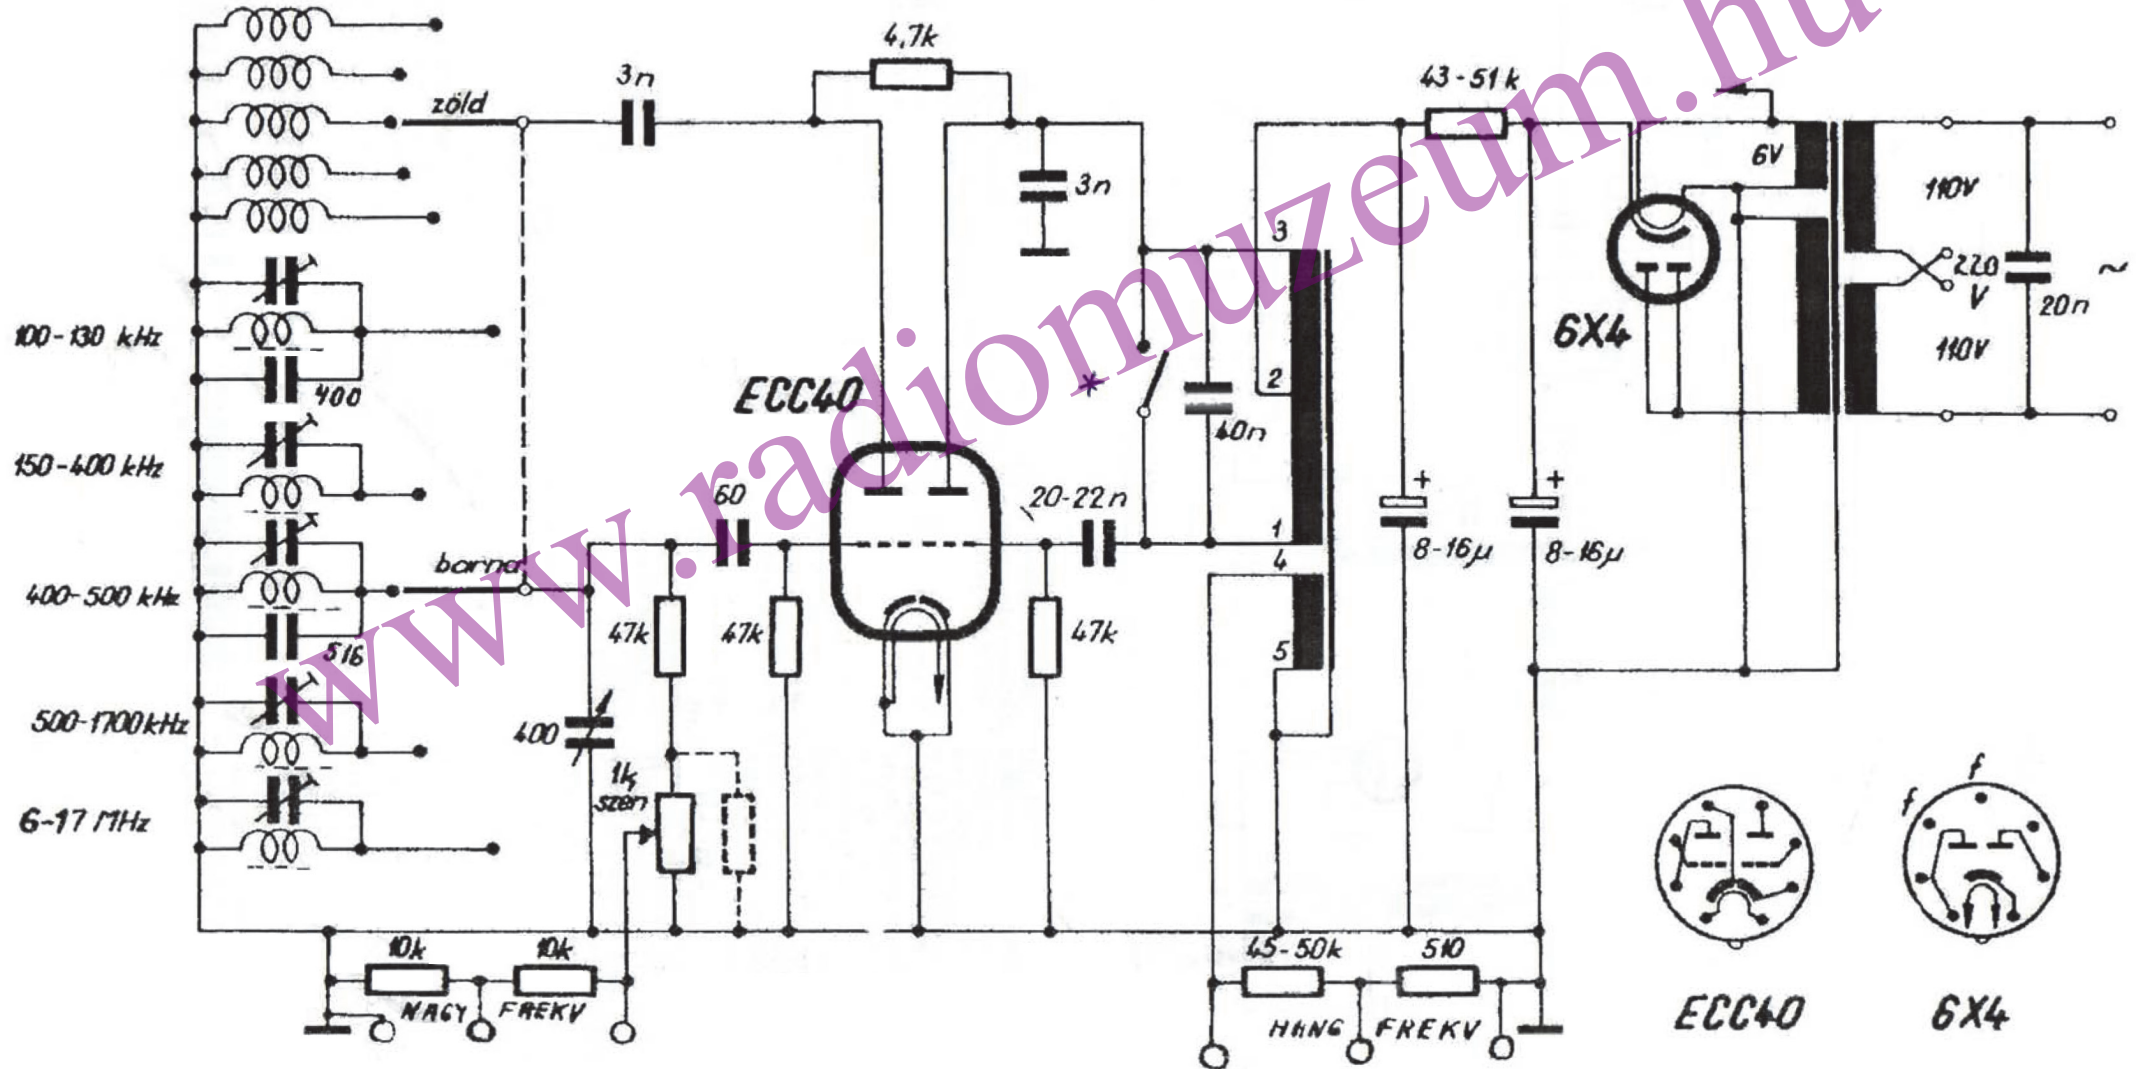 4,7k
3n
43-51k
zöld
6V
3n
110V
3
220
V
20n
~
6X4
110V
100-130 kHz
ECC40
*
2
400
40n
150-400 kHz
60
20-22n
+
+
1
8-16μ
8-16μ
4
barna
400-500 kHz
47k
47k
47k
516
5
500-1700kHz
400
1k
szén
f
f
6-17 MHz
10k
10k
45-50k
510
NAGY FREKV
HANG FREKV
ECC40
6X4
www.radiomuzeum.hu